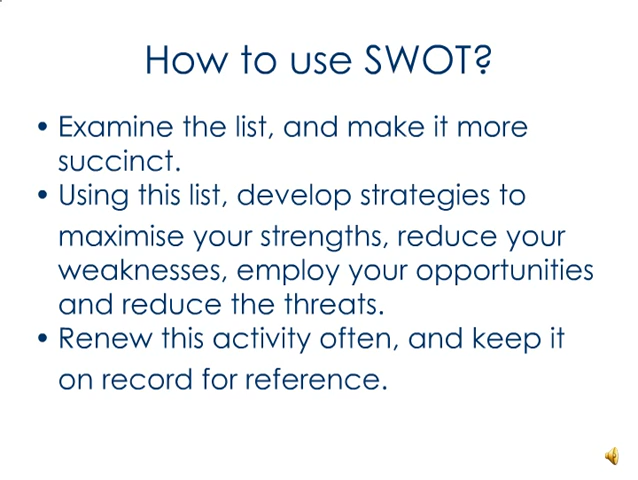 How to use SWOT?
• Examine the list, and make it more
succinct.
• Using this list, develop strategies to
maximise your strengths, reduce your
weaknesses, employ your opportunities
and reduce the threats.
• Renew this activity often, and keep it
on record for reference.